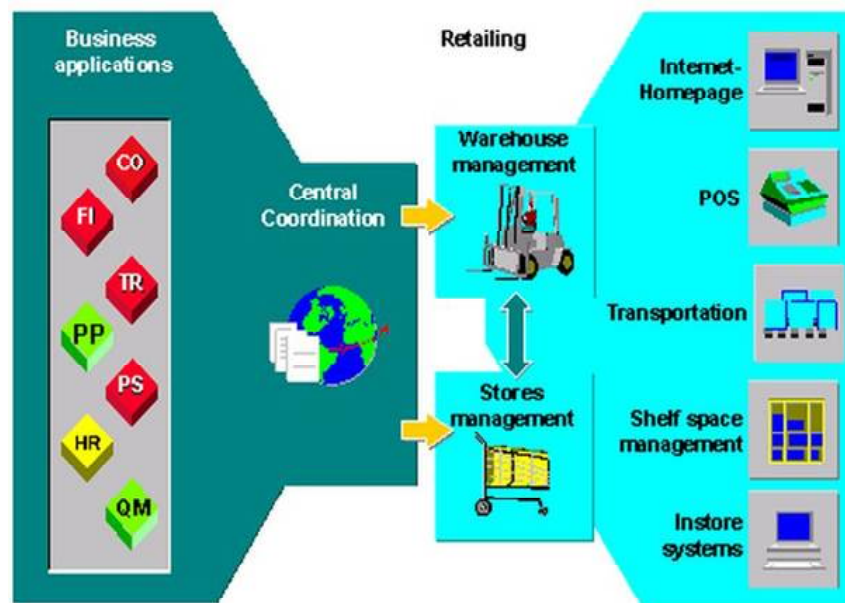 Business
applications
CO
FI
TR
PP
PS
HR
QM
Central
Coordination
Retailing
Warehouse
management
Stores
management
Internet-
Homepage
POS
Transportation
Shelf space
management
Instore
systems